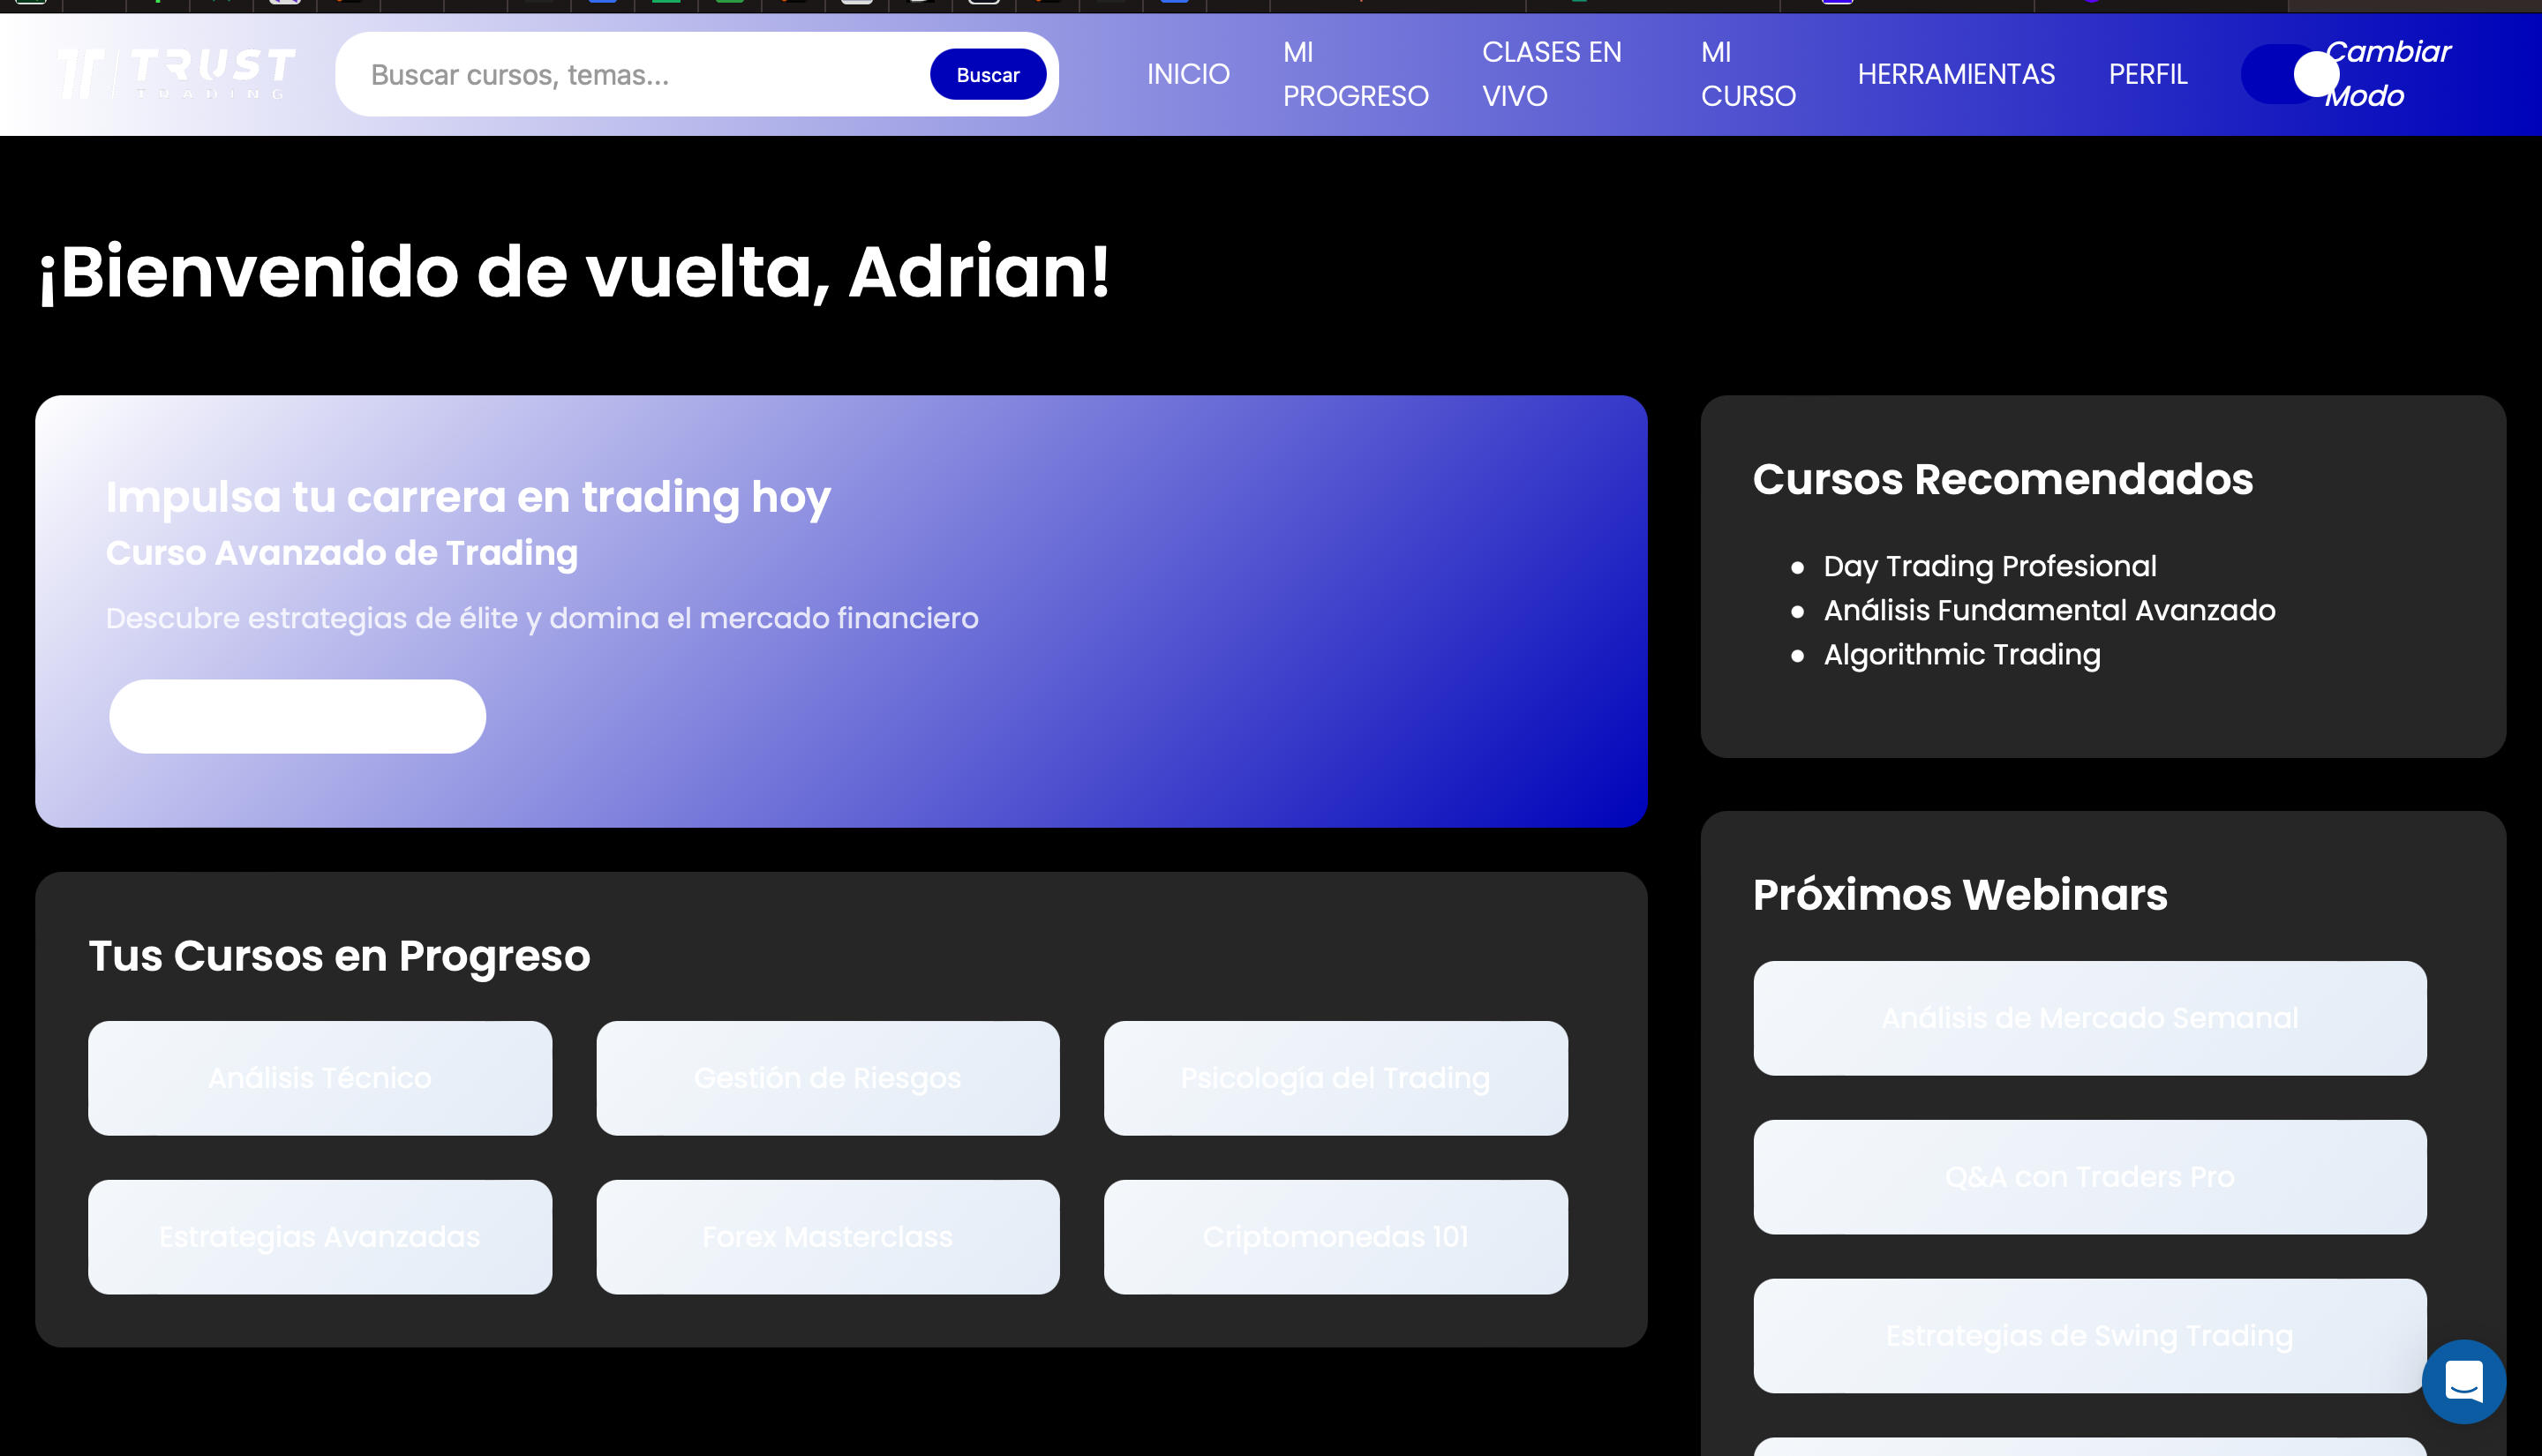 TRUST
TRADING
Buscar cursos, temas...
Buscar
INICIO
MI
PROGRESO
CLASES EN
VIVO
MI
CURSO
HERRAMIENTAS
PERFIL
Cambiar
Modo
¡Bienvenido de vuelta, Adrian!
Impulsa tu carrera en trading hoy
Curso Avanzado de Trading
Descubre estrategias de élite y domina el mercado financiero
Cursos Recomendados
Day Trading Profesional
Análisis Fundamental Avanzado
Algorithmic Trading
Tus Cursos en Progreso
Análisis Técnico
Gestión de Riesgos
Psicología del Trading
Estrategias Avanzadas
Forex Masterclass
Criptomonedas 101
Próximos Webinars
Análisis de Mercado Semanal
Q&A con Traders Pro
Estrategias de Swing Trading